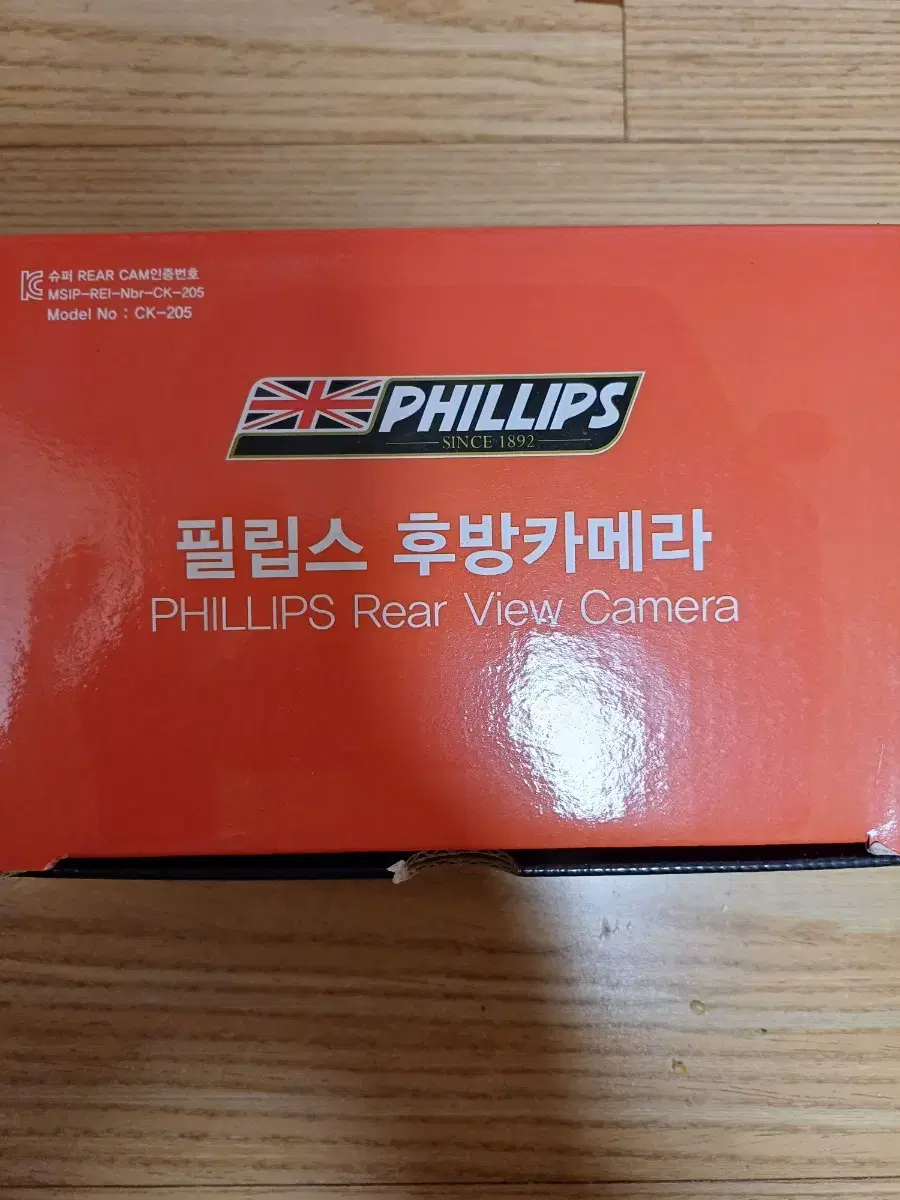 슈퍼 REAR CAM인증번호
MSIP-REI-Nbr-CK-205
Model No : CK-205
PHILLIPS
SINCE 1892
필립스 후방카메라
PHILLIPS Rear View Camera